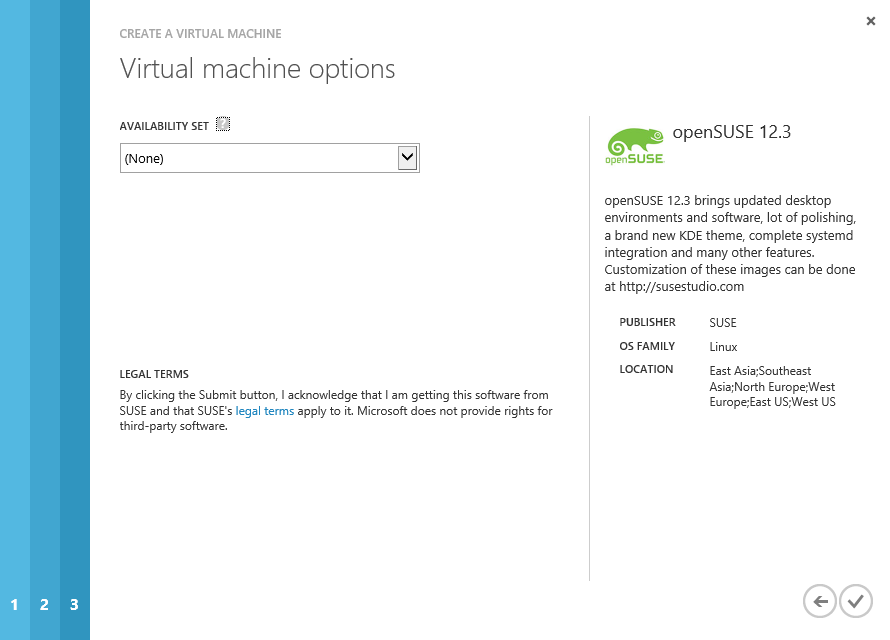 CREATE A VIRTUAL MACHINE
Virtual machine options
AVAILABILITY SET ?
(None)
LEGAL TERMS
By clicking the Submit button, I acknowledge that I am getting this software from
SUSE and that SUSE's legal terms apply to it. Microsoft does not provide rights for
third-party software.
openSUSE
openSUSE 12.3
openSUSE 12.3 brings updated desktop
environments and software, lot of polishing,
a brand new KDE theme, complete systemd
integration and many other features.
Customization of these images can be done
at http://susestudio.com
PUBLISHER SUSE
OS FAMILY Linux
LOCATION East Asia;Southeast
Asia;North Europe;West
Europe;East US;West US
1 2 3